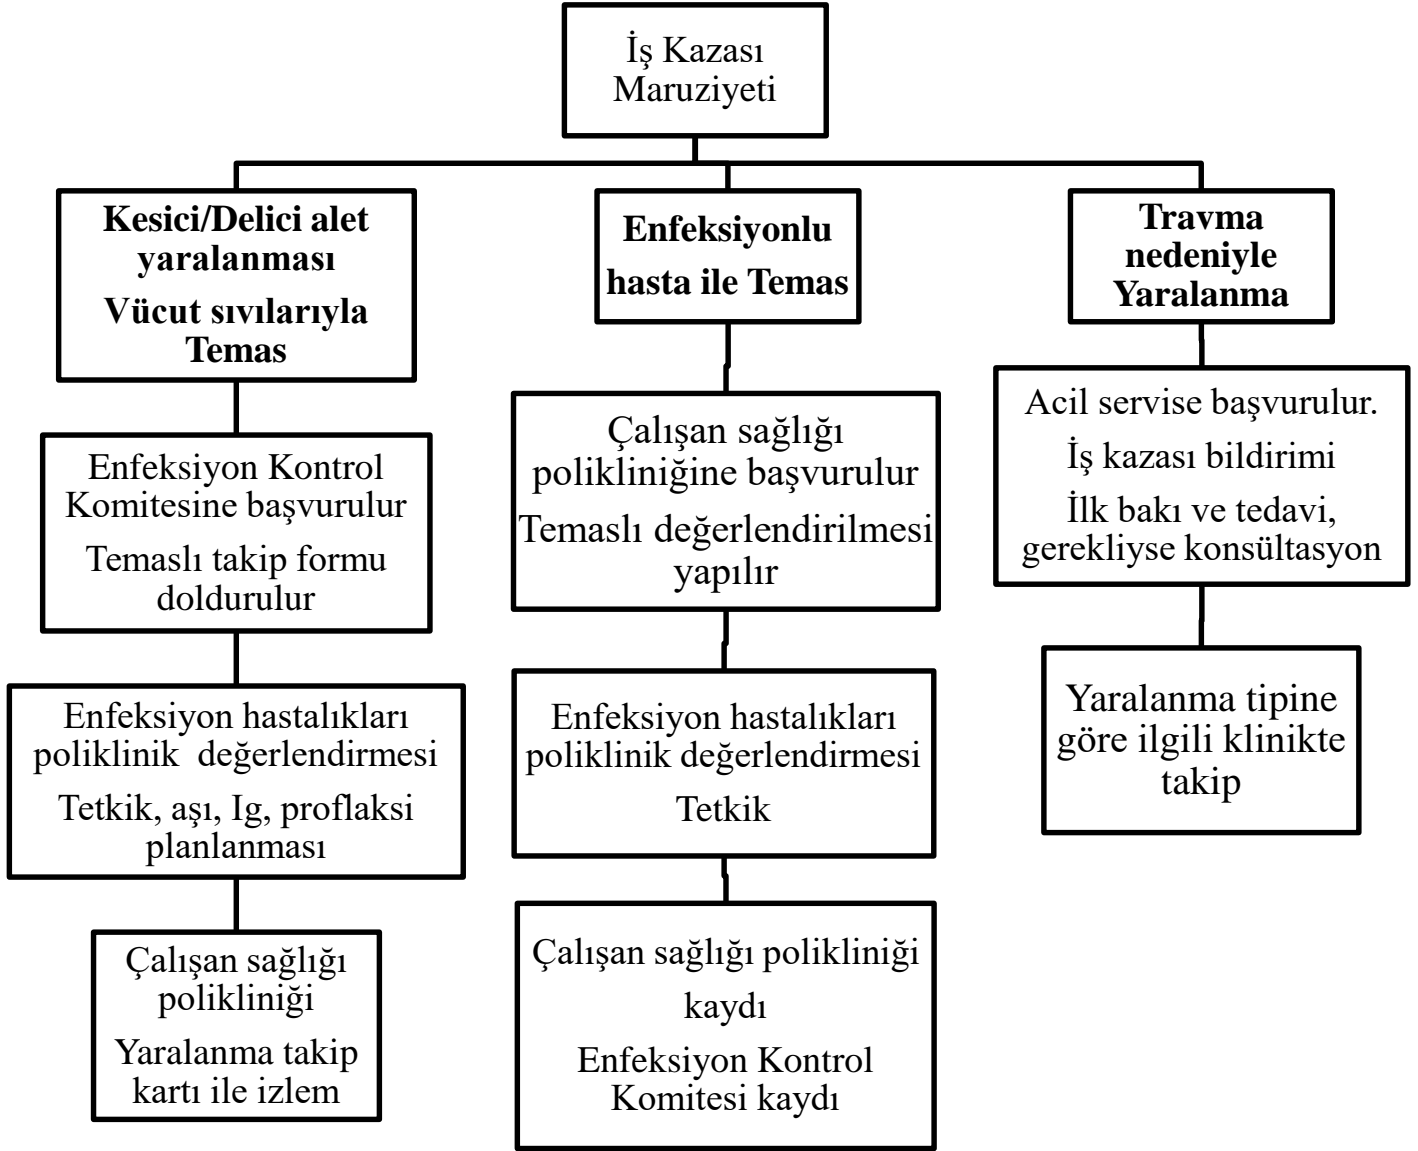 İş Kazası
Maruziyeti
Kesici/Delici alet
yaralanması
Vücut sıvılarıyla
Temas
Enfeksiyon Kontrol
Komitesine başvurulur
Temaslı takip formu
doldurulur
Enfeksiyon hastalıkları
poliklinik değerlendirmesi
Tetkik, aşı, Ig, proflaksi
planlanması
Çalışan sağlığı
polikliniği
Yaralanma takip
kartı ile izlem
Enfeksiyonlu
hasta ile Temas
Çalışan sağlığı
polikliniğine başvurulur
Temaslı değerlendirilmesi
yapılır
Enfeksiyon hastalıkları
poliklinik değerlendirmesi
Tetkik
Çalışan sağlığı polikliniği
kaydı
Enfeksiyon Kontrol
Komitesi kaydı
Travma
nedeniyle
Yaralanma
Acil servise başvurulur.
İş kazası bildirimi
İlk bakı ve tedavi,
gerekliyse konsültasyon
Yaralanma tipine
göre ilgili klinikte
takip